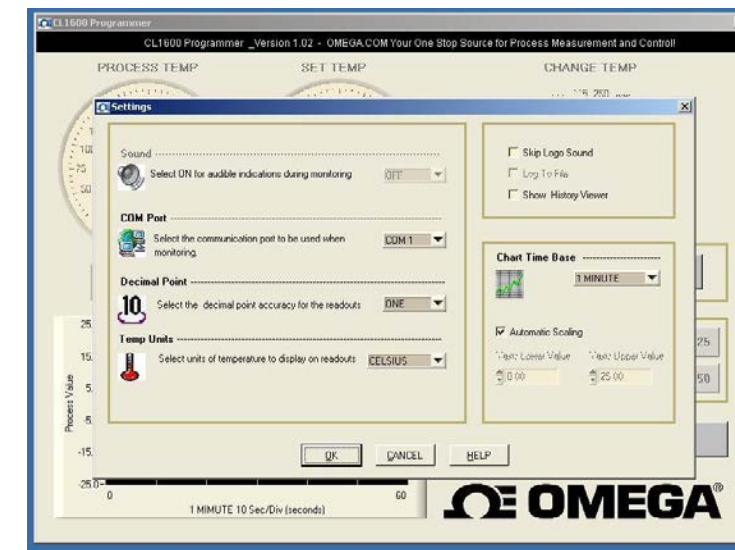 CL1600 Programmer
CL1600 Programmer _Version 1.02 - OMEGA.COM Your One Stop Source for Process Measurement and Control!
PROCESS TEMP
SET TEMP
CHANGE TEMP
Settings
Sound
Select ON for audible indications during monitoring
OFF
COM Port
Select the communication port to be used when
monitoring.
COM 1
Decimal Point
10
Select the decimal point accuracy for the readouts
ONE
Temp Units
Select units of temperature to display on readouts
CELSIUS
Skip Logo Sound
Log To File
Show History Viewer
Chart Time Base
1 MINUTE
Automatic Scaling
Lower Value
Upper Value
0.00
25.00
OK
CANCEL
HELP
75
50
25
15.
5.
-5.
-15.
-25.0
Process Value
0
60
1 MIMUTE 10 Sec/Div (seconds)
25
50
OMEGA®